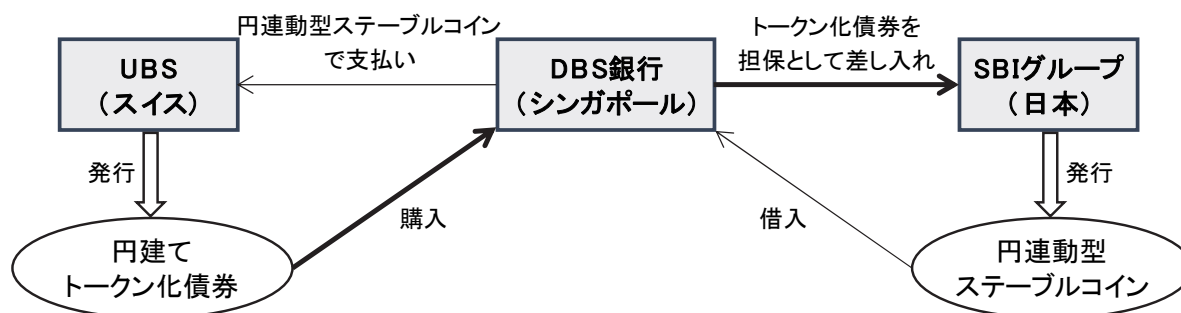 円連動型ステーブルコイン
で支払い
トークン化債券を
担保として差し入れ
UBS
（スイス）
DBS銀行
（シンガポール）
SBIグループ
（日本）
発行
購入
借入
発行
円建て
トークン化債券
円連動型
ステーブルコイン